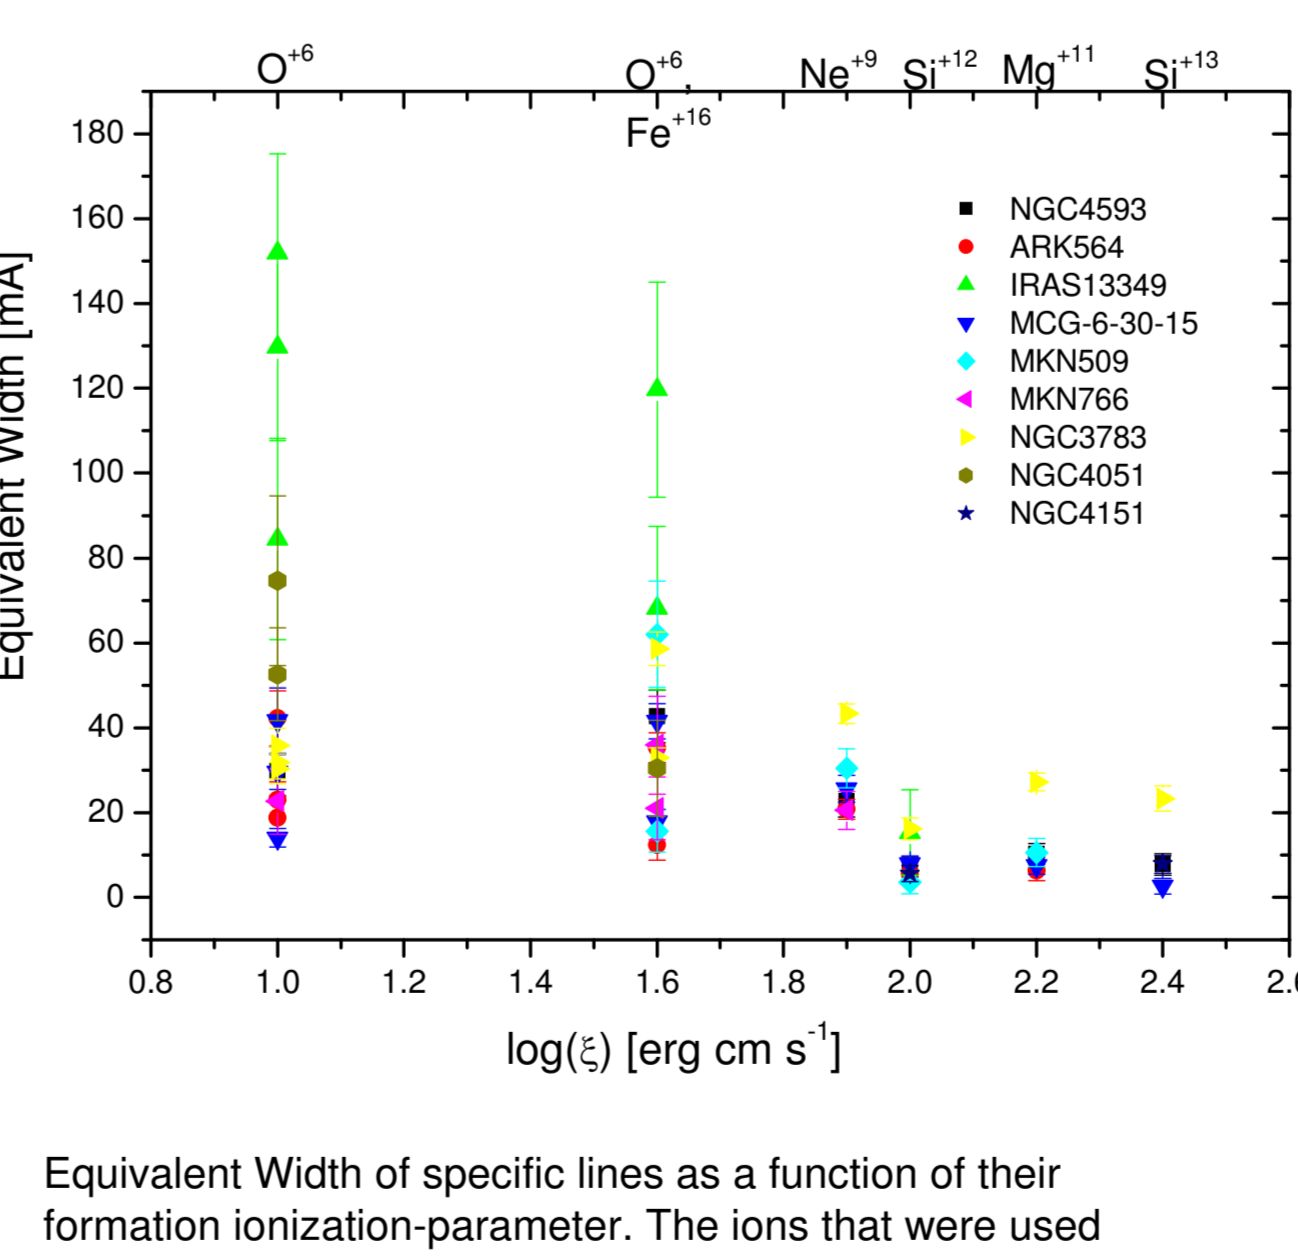 O+6 O+6, Ne+9 Si+12 Mg+11 Si+13
Fe+16
180
160
140
120
100
80
60
40
20
0
Equivalent Width [mA]
NGC4593
ARK564
IRAS13349
MCG-6-30-15
MKN509
MKN766
NGC3783
NGC4051
NGC4151
0.8 1.0 1.2 1.4 1.6 1.8 2.0 2.2 2.4
log(ξ) [erg cm s-1]
Equivalent Width of specific lines as a function of their
formation ionization-parameter. The ions that were used